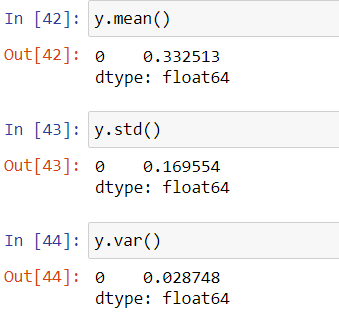 In [42]: y.mean()
Out[42]: 0    0.332513
dtype: float64
In [43]: y.std()
Out[43]: 0    0.169554
dtype: float64
In [44]: y.var()
Out[44]: 0    0.028748
dtype: float64